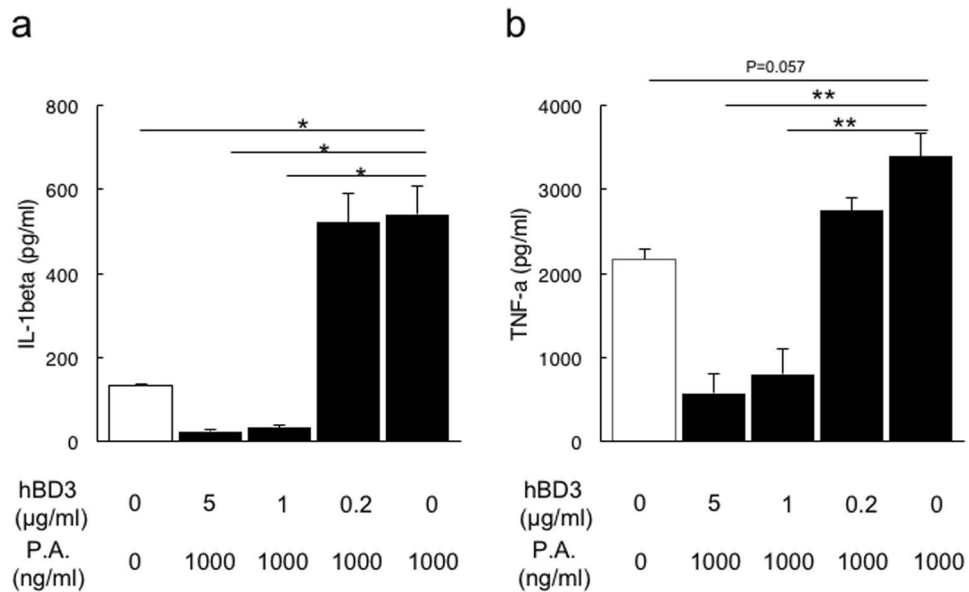 a
IL-1beta (pg/ml)
800
600
400
200
0
*
*
*
hBD3 (µg/ml) 0 5 1 0.2 0
P.A. (ng/ml) 0 1000 1000 1000 1000
b
TNF-a (pg/ml)
4000
3000
2000
1000
0
P=0.057
**
**
hBD3 (µg/ml) 0 5 1 0.2 0
P.A. (ng/ml) 0 1000 1000 1000 1000